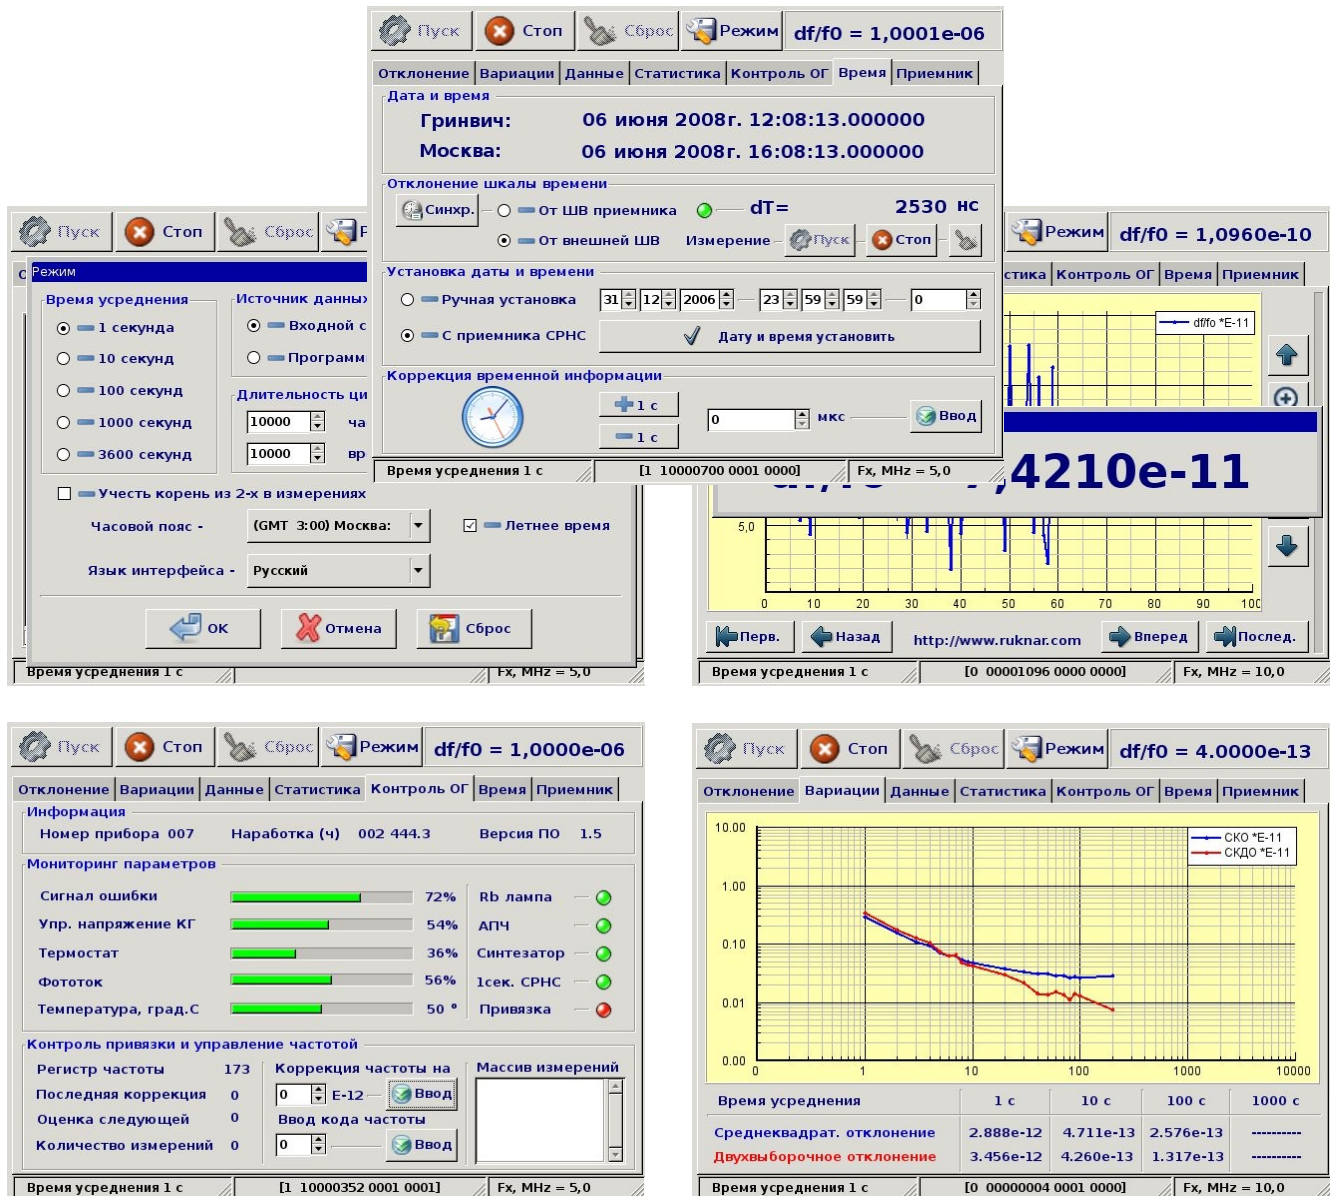 Пуск Стоп Сброс Режим df/f0 = 1,0001e-06
Отклонение Вариации Данные Статистика Контроль ОГ Время Приемник
Дата и время
Гринвич: 06 июня 2008г. 12:08:13.000000
Москва: 06 июня 2008г. 16:08:13.000000
Отклонение шкалы времени
Синхр. От ШВ приемника dT= 2530 нс
От внешней ШВ Измерение Пуск Стоп
Установка даты и времени
Ручная установка 31 12 2006 23 59 59 0
С приемника СРНС Дату и время установить
Коррекция временной информации
+ 1 с
0 мкс Ввод
− 1 с
Время усреднения 1 с [1 10000700 0001 0000] Fx, MHz = 5,0
Пуск Стоп Сброс
Режим
Время усреднения Источник данных
1 секунда Входной с
10 секунд Программ
100 секунд Длительность ци
1000 секунд 10000 ча
3600 секунд 10000 вр
Учесть корень из 2-х в измерениях
Часовой пояс - (GMT 3:00) Москва: Летнее время
Язык интерфейса - Русский
ОК Отмена Сброс
Время усреднения 1 с Fx, MHz = 5,0
Режим df/f0 = 1,0960e-10
стика Контроль ОГ Время Приемник
df/fo *E-11
,4210e-11
5,0
0 10 20 30 40 50 60 70 80 90 100
Перв. Назад http://www.ruknar.com Вперед Послед.
Время усреднения 1 с [0 00001096 0000 0000] Fx, MHz = 10,0
Пуск Стоп Сброс Режим df/f0 = 1,0000e-06
Отклонение Вариации Данные Статистика Контроль ОГ Время Приемник
Информация
Номер прибора 007 Наработка (ч) 002 444.3 Версия ПО 1.5
Мониторинг параметров
Сигнал ошибки 72% Rb лампа
Упр. напряжение КГ 54% АПЧ
Термостат 36% Синтезатор
Фототок 56% 1сек. СРНС
Температура, град.С 50 ° Привязка
Контроль привязки и управление частотой
Регистр частоты 173 Коррекция частоты на Массив измерений
Последняя коррекция 0 0 E-12 Ввод
Оценка следующей 0 Ввод кода частоты
Количество измерений 0 0 Ввод
Время усреднения 1 с [1 10000352 0001 0001] Fx, MHz = 5,0
Пуск Стоп Сброс Режим df/f0 = 4.0000e-13
Отклонение Вариации Данные Статистика Контроль ОГ Время Приемник
10.00
СКО *E-11
СКДО *E-11
1.00
0.10
0.01
0.00
0 1 10 100 1000 10000
Время усреднения 1 с 10 с 100 с 1000 с
Среднеквадрат. отклонение 2.888e-12 4.711e-13 2.576e-13 ----------
Двухвыборочное отклонение 3.456e-12 4.260e-13 1.317e-13 ----------
Время усреднения 1 с [0 00000004 0001 0000] Fx, MHz = 10,0